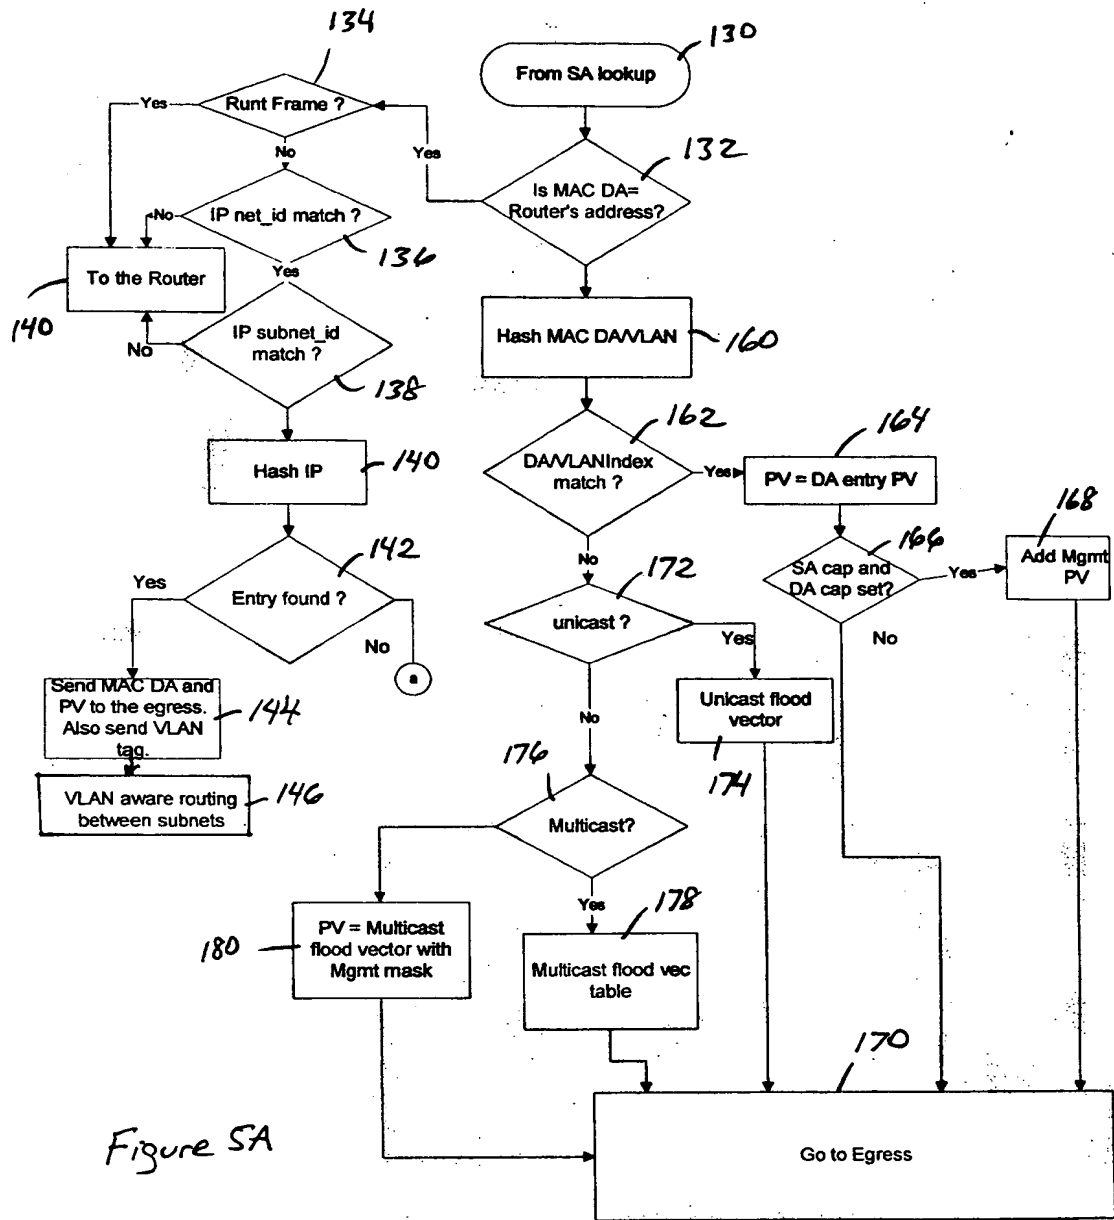 134
130
From SA lookup
Yes
Runt Frame ?
No
Yes
132
Is MAC DA=
Router's address?
IP net_id match ?
No
136
Yes
To the Router
140
IP subnet_id
match ?
No
138
Hash MAC DA/VLAN
160
162
164
Hash IP
140
DA/VLANIndex
match ?
Yes
PV = DA entry PV
168
166
142
SA cap and
DA cap set?
Yes
Add Mgmt
PV
No
172
Yes
Entry found ?
No
unicast ?
Yes
No
a
Send MAC DA and
PV to the egress.
Also send VLAN
tag.
144
Unicast flood
vector
174
No
VLAN aware routing
between subnets
146
176
Multicast?
Yes
178
180
PV = Multicast
flood vector with
Mgmt mask
Multicast flood vec
table
170
Go to Egress
Figure 5A